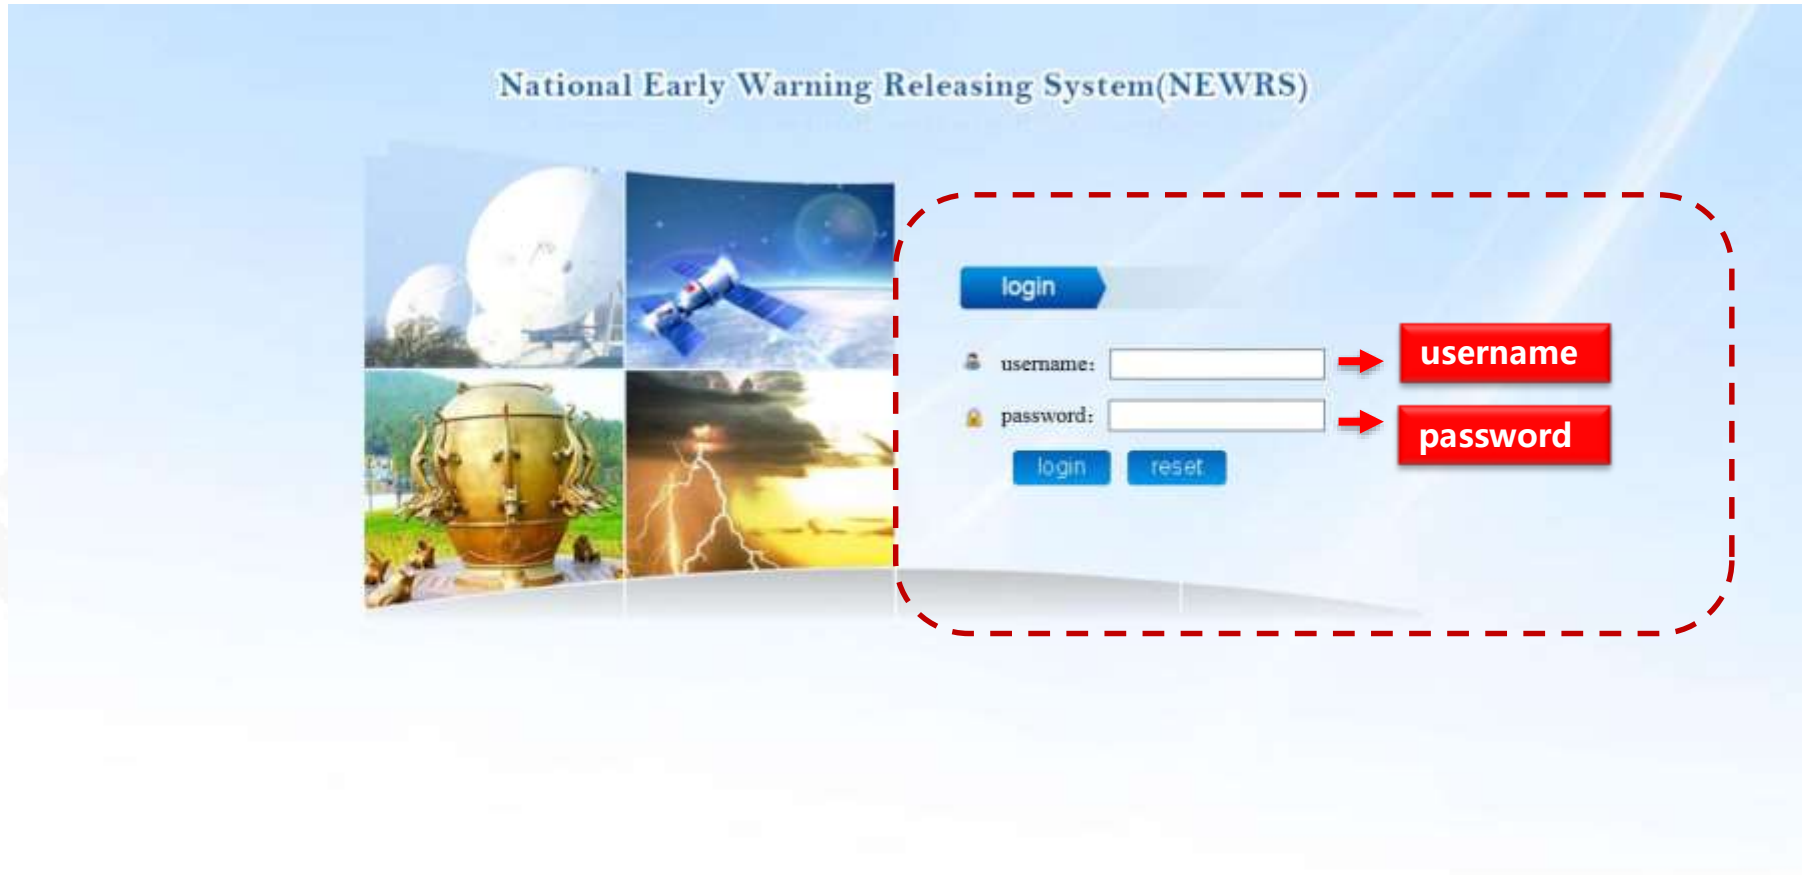 National Early Warning Releasing System(NEWRS)
login
username: username
password: password
login reset